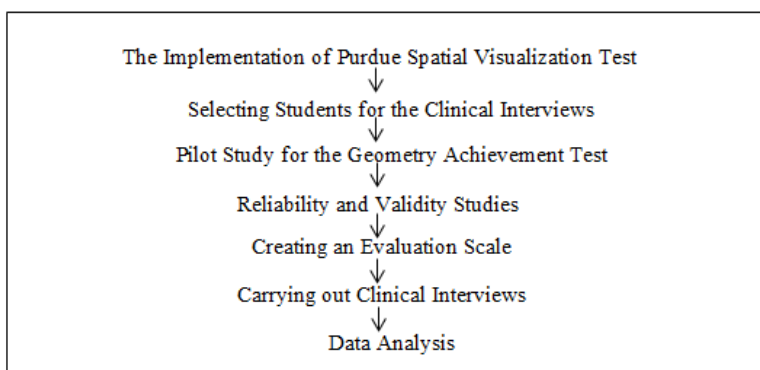 The Implementation of Purdue Spatial Visualization Test
Selecting Students for the Clinical Interviews
Pilot Study for the Geometry Achievement Test
Reliability and Validity Studies
Creating an Evaluation Scale
Carrying out Clinical Interviews
Data Analysis